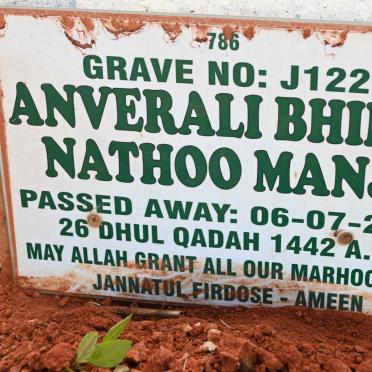 786
GRAVE NO: J122
ANVERALI BHI
NATHOO MAN
PASSED AWAY: 06-07-2
26 DHUL QADAH 1442 A.
MAY ALLAH GRANT ALL OUR MARHOO
JANNATUL FIRDOSE - AMEEN